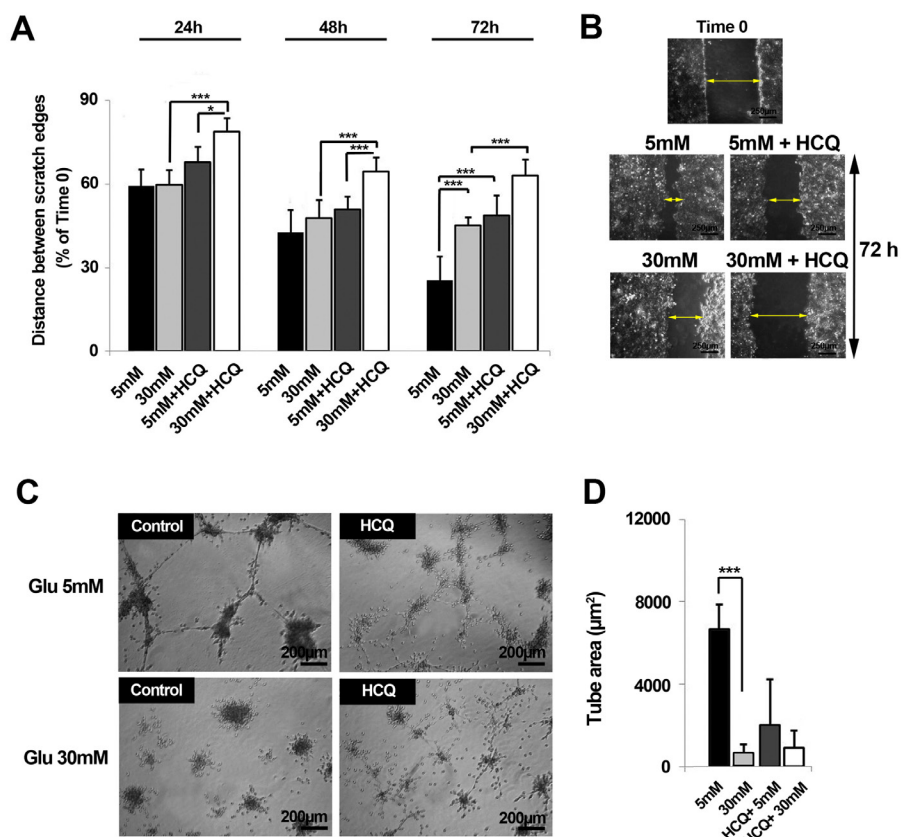 A
24h
48h
72h
Distance between scratch edges
(% of Time 0)
90
60
30
0
***
*
***
***
***
***
***
5mM
30mM
5mM+HCQ
30mM+HCQ
5mM
30mM
5mM+HCQ
30mM+HCQ
5mM
30mM
5mM+HCQ
30mM+HCQ
B
Time 0
250µm
5mM
5mM + HCQ
250µm
250µm
30mM
30mM + HCQ
250µm
250µm
72 h
C
Control
HCQ
Glu 5mM
200µm
200µm
Control
HCQ
Glu 30mM
200µm
200µm
D
Tube area (µm²)
12000
8000
4000
0
***
5mM
30mM
HCQ+ 5mM
ICQ+ 30mM